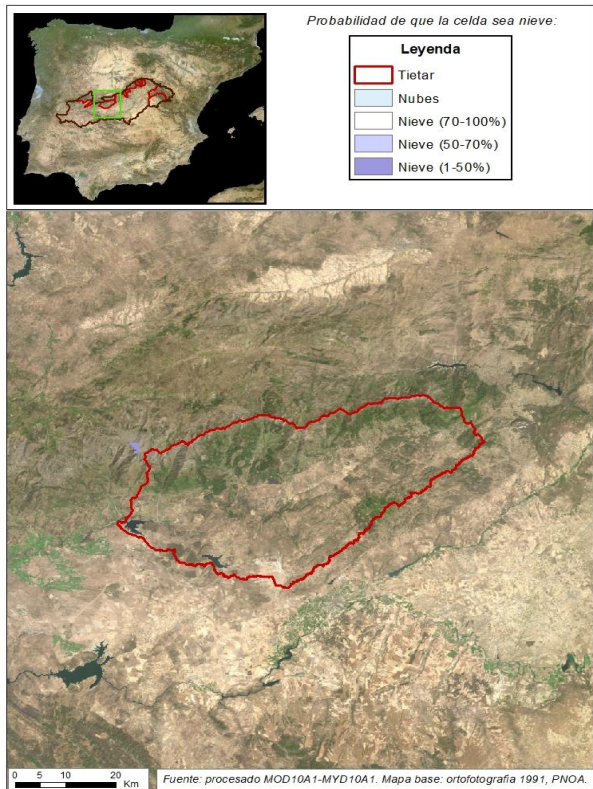 Probabilidad de que la celda sea nieve:
Leyenda
Tietar
Nubes
Nieve (70-100%)
Nieve (50-70%)
Nieve (1-50%)
0 5 10 20
Km
Fuente: procesado MOD10A1-MYD10A1. Mapa base: ortofotografia 1991, PNOA.